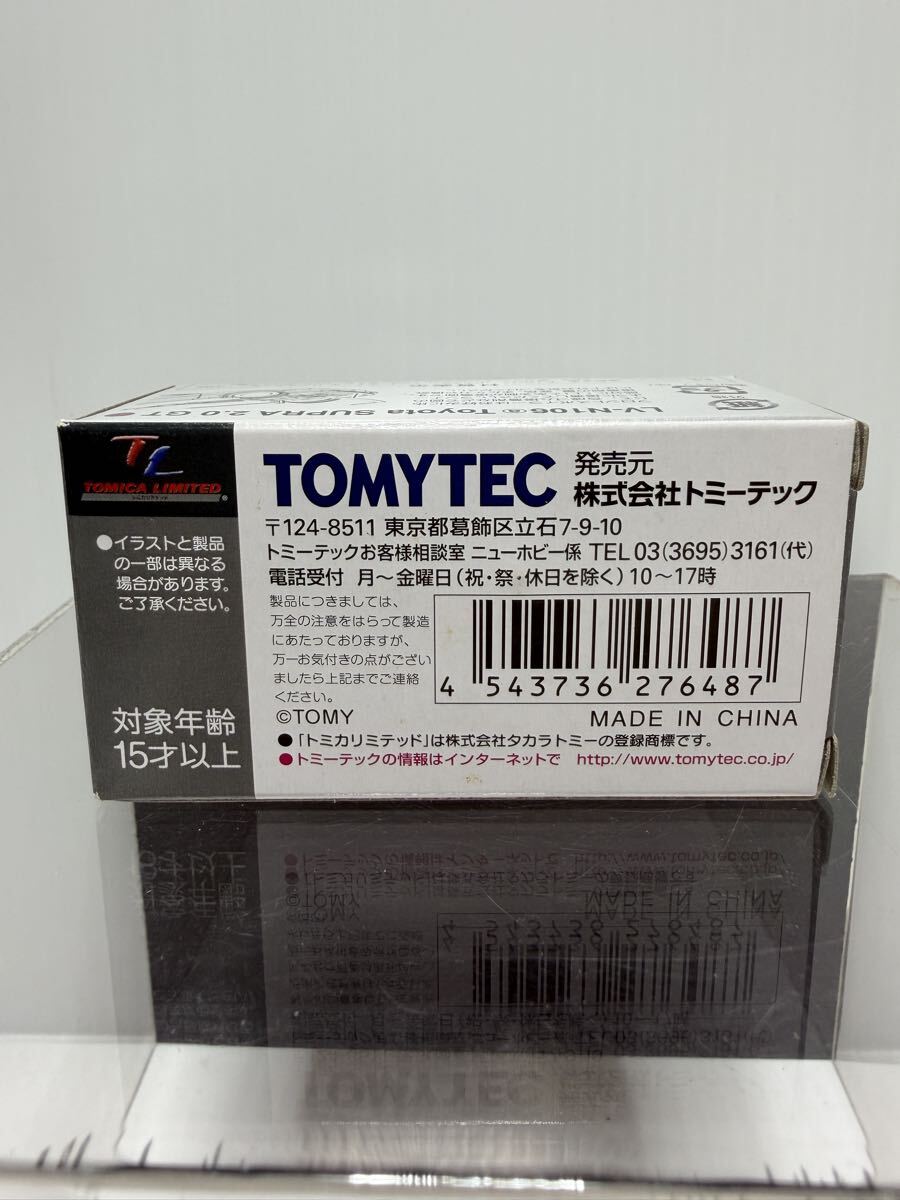 LV-N106ⓐ Toyota SUPRA 2.0 GT
TL
TOMICA LIMITED
トミカリミテッド
®
●イラストと製品
の一部は異なる
場合があります。
ご了承ください。
対象年齢
15才以上
TOMYTEC
発売元
株式会社トミーテック
〒124-8511 東京都葛飾区立石7-9-10
トミーテックお客様相談室 ニューホビー係 TEL 03(3695)3161(代)
電話受付 月〜金曜日(祝・祭・休日を除く)10〜17時
製品につきましては、
万全の注意をはらって製造
にあたっておりますが、
万一お気付きの点がござい
ましたら上記までご連絡
ください。
4 543736 276487
©TOMY
MADE IN CHINA
●「トミカリミテッド」は株式会社タカラトミーの登録商標です。
●トミーテックの情報はインターネットで http://www.tomytec.co.jp/